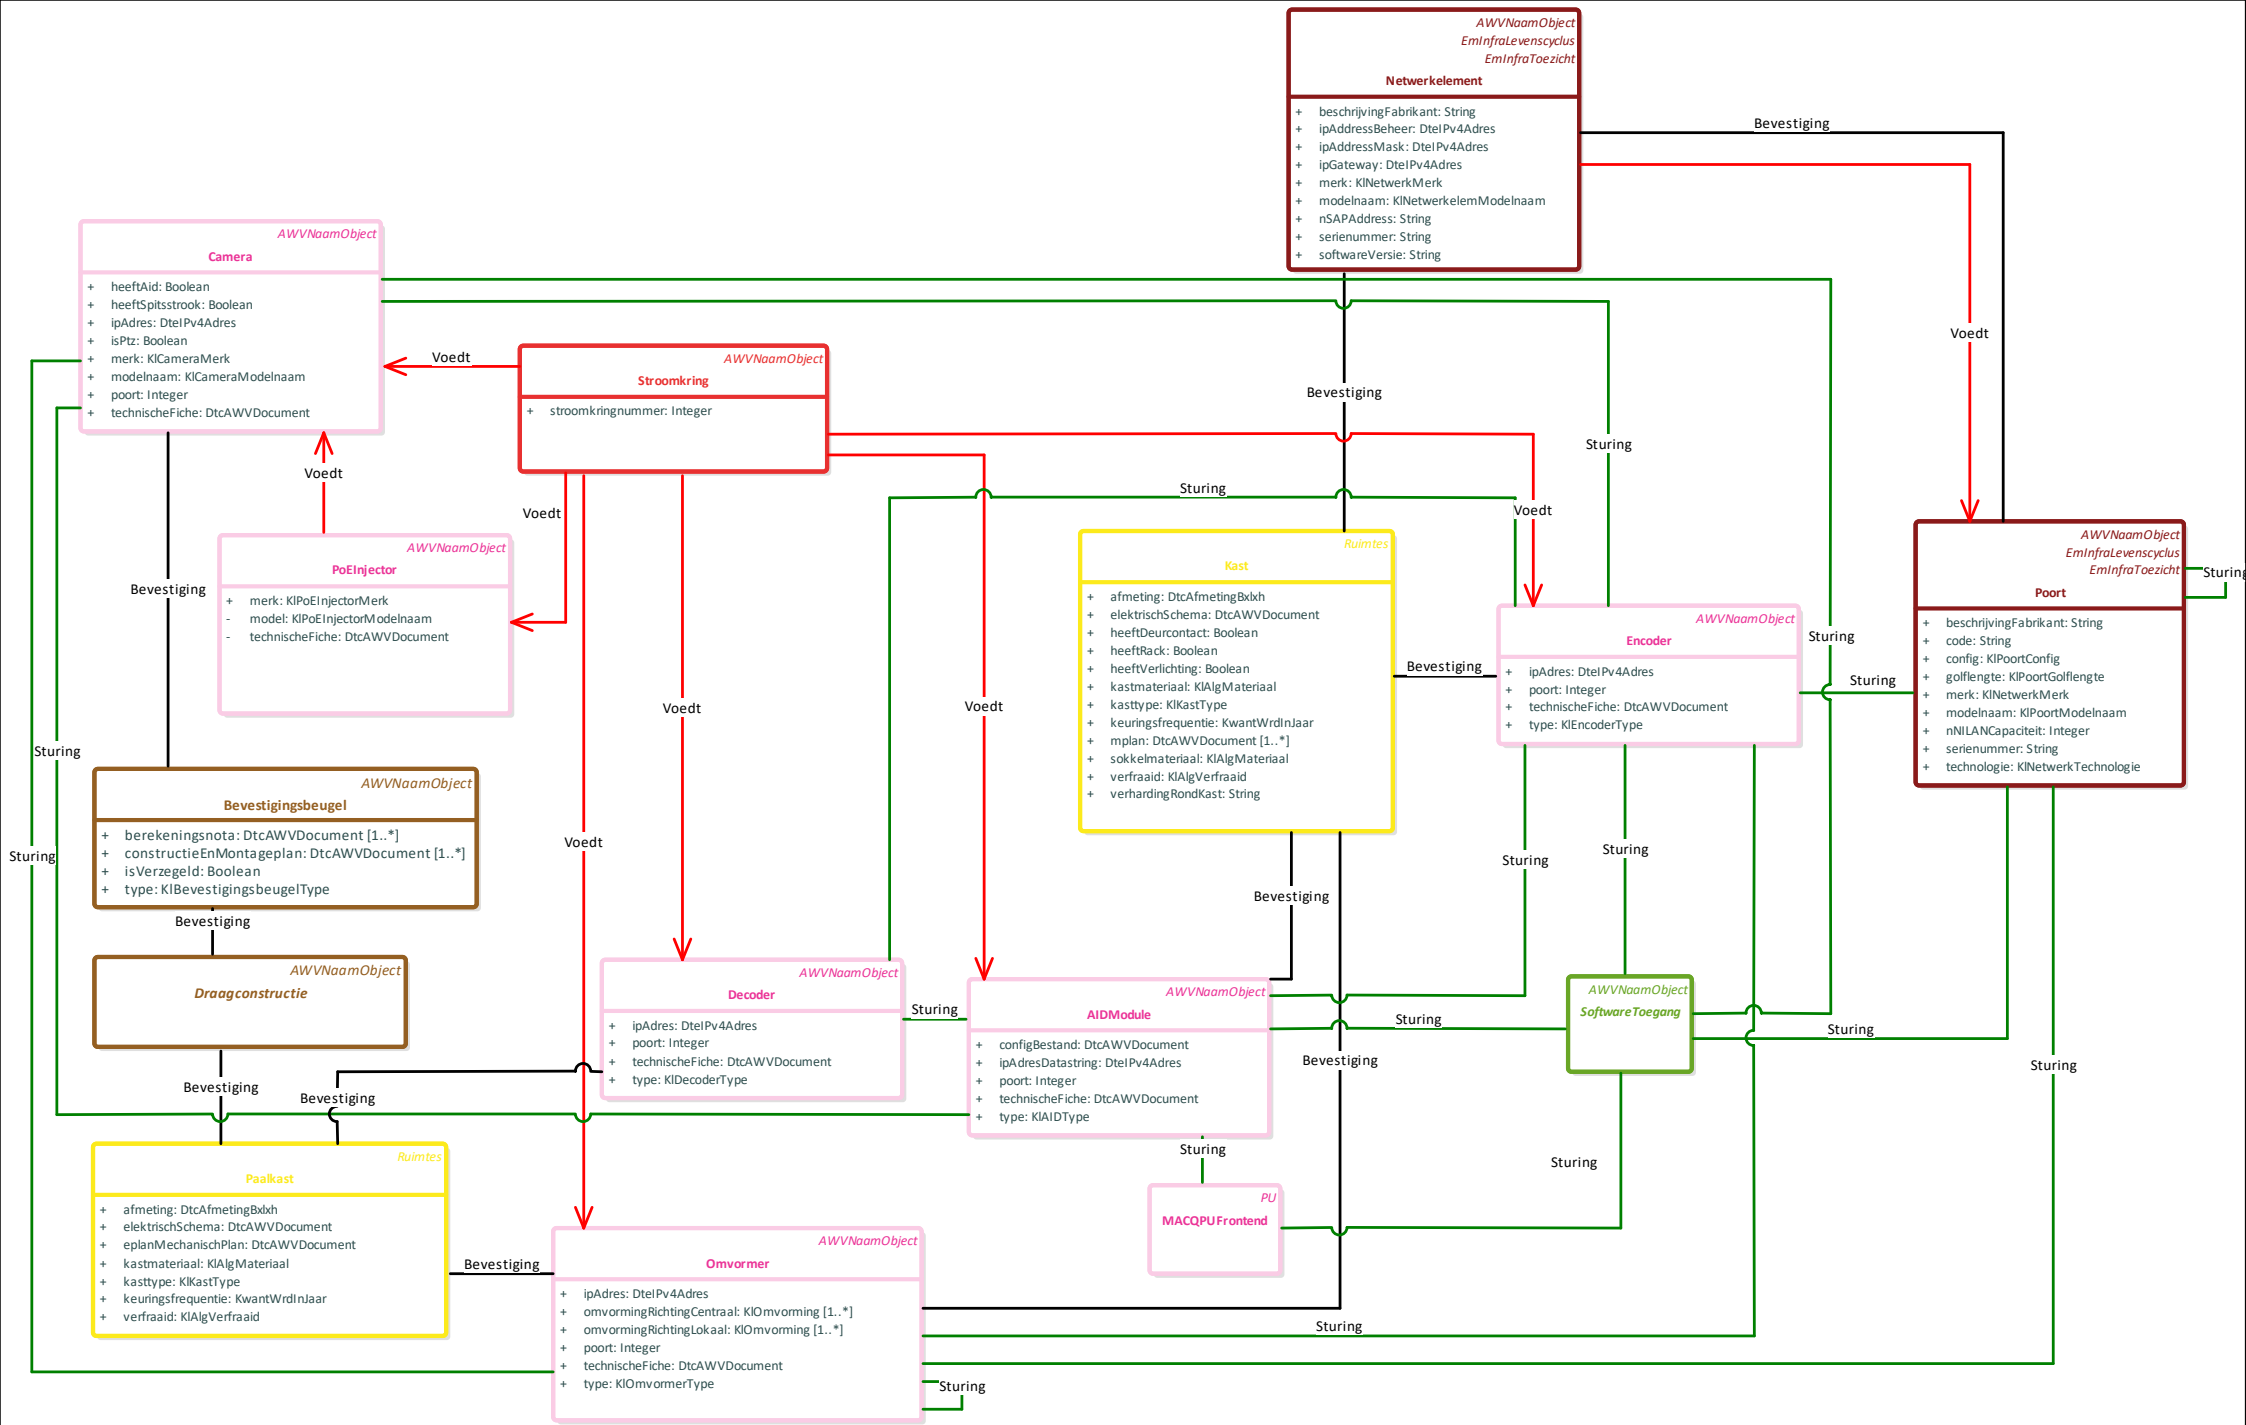 AWVNaamObject
EmInfraLevenscyclus
EmInfraToezicht
Netwerkelement
+ beschrijvingFabrikant: String
+ ipAddressBeheer: DteIPv4Adres
+ ipAddressMask: DteIPv4Adres
+ ipGateway: DteIPv4Adres
+ merk: KlNetwerkMerk
+ modelnaam: KlNetwerkelemModelnaam
+ nSAPAddress: String
+ serienummer: String
+ softwareVersie: String
Bevestiging
Voedt
Bevestiging
AWVNaamObject
Camera
+ heeftAid: Boolean
+ heeftSpitsstrook: Boolean
+ ipAdres: DteIPv4Adres
+ isPtz: Boolean
+ merk: KlCameraMerk
+ modelnaam: KlCameraModelnaam
+ poort: Integer
+ technischeFiche: DtcAWVDocument
Voedt
AWVNaamObject
Stroomkring
+ stroomkringnummer: Integer
Voedt
Voedt
Sturing
Sturing
Voedt
AWVNaamObject
PoEInjector
+ merk: KlPoEInjectorMerk
- model: KlPoEInjectorModelnaam
- technischeFiche: DtcAWVDocument
Bevestiging
Ruimtes
Kast
+ afmeting: DtcAfmetingBxlxh
+ elektrischSchema: DtcAWVDocument
+ heeftDeurcontact: Boolean
+ heeftRack: Boolean
+ heeftVerlichting: Boolean
+ kastmateriaal: KlAlgMateriaal
+ kasttype: KlKastType
+ keuringsfrequentie: KwantWrdInJaar
+ mplan: DtcAWVDocument [1..*]
+ sokkelmateriaal: KlAlgMateriaal
+ verfraaid: KlAlgVerfraaid
+ verhardingRondKast: String
Bevestiging
AWVNaamObject
Encoder
+ ipAdres: DteIPv4Adres
+ poort: Integer
+ technischeFiche: DtcAWVDocument
+ type: KlEncoderType
Sturing
Sturing
AWVNaamObject
EmInfraLevenscyclus
EmInfraToezicht
Poort
+ beschrijvingFabrikant: String
+ code: String
+ config: KlPoortConfig
+ golflengte: KlPoortGolflengte
+ merk: KlNetwerkMerk
+ modelnaam: KlPoortModelnaam
+ nNILANCapaciteit: Integer
+ serienummer: String
+ technologie: KlNetwerkTechnologie
Sturing
Voedt
Voedt
Sturing
Sturing
Voedt
AWVNaamObject
Bevestigingsbeugel
+ berekeningsnota: DtcAWVDocument [1..*]
+ constructieEnMontageplan: DtcAWVDocument [1..*]
+ isVerzegeld: Boolean
+ type: KlBevestigingsbeugelType
Bevestiging
Sturing
Sturing
Bevestiging
AWVNaamObject
Draagconstructie
AWVNaamObject
Decoder
+ ipAdres: DteIPv4Adres
+ poort: Integer
+ technischeFiche: DtcAWVDocument
+ type: KlDecoderType
Sturing
AWVNaamObject
AIDModule
+ configBestand: DtcAWVDocument
+ ipAdresDatastring: DteIPv4Adres
+ poort: Integer
+ technischeFiche: DtcAWVDocument
+ type: KlAIDType
Sturing
AWVNaamObject
SoftwareToegang
Sturing
Bevestiging
Sturing
Bevestiging
Bevestiging
Sturing
Sturing
Ruimtes
Paalkast
+ afmeting: DtcAfmetingBxlxh
+ elektrischSchema: DtcAWVDocument
+ eplanMechanischPlan: DtcAWVDocument
+ kastmateriaal: KlAlgMateriaal
+ kasttype: KlKastType
+ keuringsfrequentie: KwantWrdInJaar
+ verfraaid: KlAlgVerfraaid
PU
MACQPUFrontend
Bevestiging
AWVNaamObject
Omvormer
+ ipAdres: DteIPv4Adres
+ omvormingRichtingCentraal: KlOmvorming [1..*]
+ omvormingRichtingLokaal: KlOmvorming [1..*]
+ poort: Integer
+ technischeFiche: DtcAWVDocument
+ type: KlOmvormerType
Sturing
Sturing